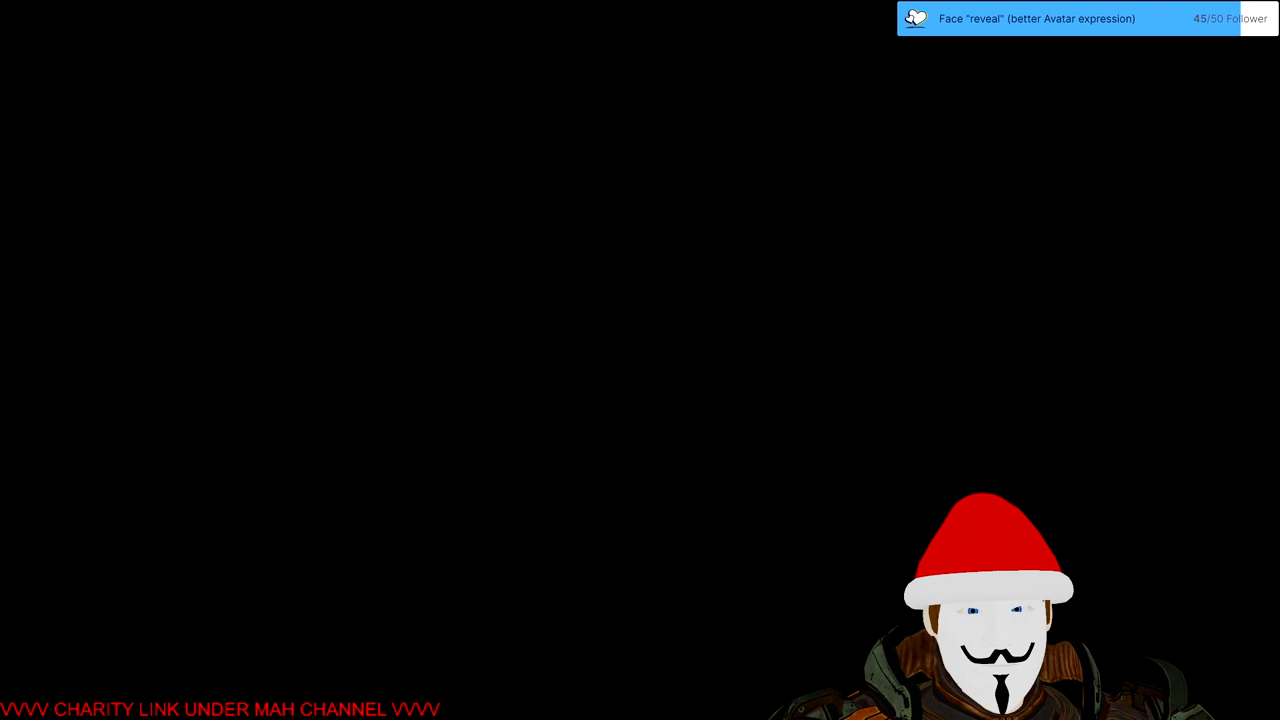 Face "reveal" (better Avatar expression) 45/50 Follower
VVVV CHARITY LINK UNDER MAH CHANNEL VVVV